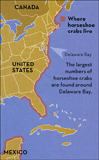 CANADA
Where
horseshoe
crabs live
Delaware Bay
UNITED
STATES
The largest
numbers of
horseshoe crabs
are found around
Delaware Bay.
MEXICO